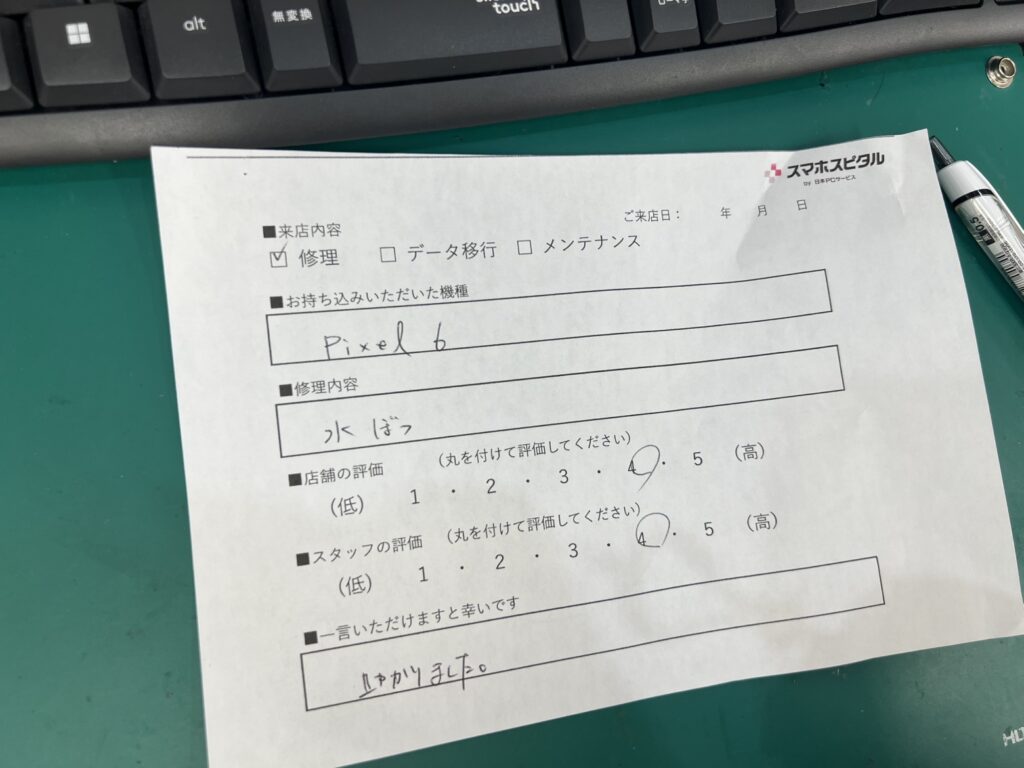 alt
無変換
touch
スマホスピタル
by 日本PCサービス
ご来店日： 年 月 日
■来店内容
☑ 修理 □ データ移行 □ メンテナンス
■お持ち込みいただいた機種
Pixel 6
■修理内容
水ぼつ
■店舗の評価 （丸を付けて評価してください）
（低） 1 ・ 2 ・ 3 ・ 4 ・ 5 （高）
■スタッフの評価 （丸を付けて評価してください）
（低） 1 ・ 2 ・ 3 ・ 4 ・ 5 （高）
■一言いただけますと幸いです
助かりました。
0.5